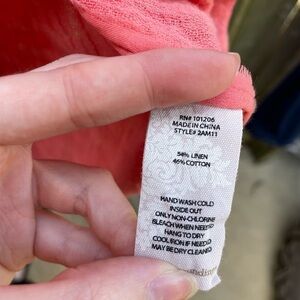 RN# 101206
MADE IN CHINA
STYLE# 2AM11
54% LINEN
46% COTTON
HAND WASH COLD
INSIDE OUT
ONLY NON-CHLORINE
BLEACH WHEN NEEDED
HANG TO DRY
COOL IRON IF NEEDED
MAY BE DRY CLEANED